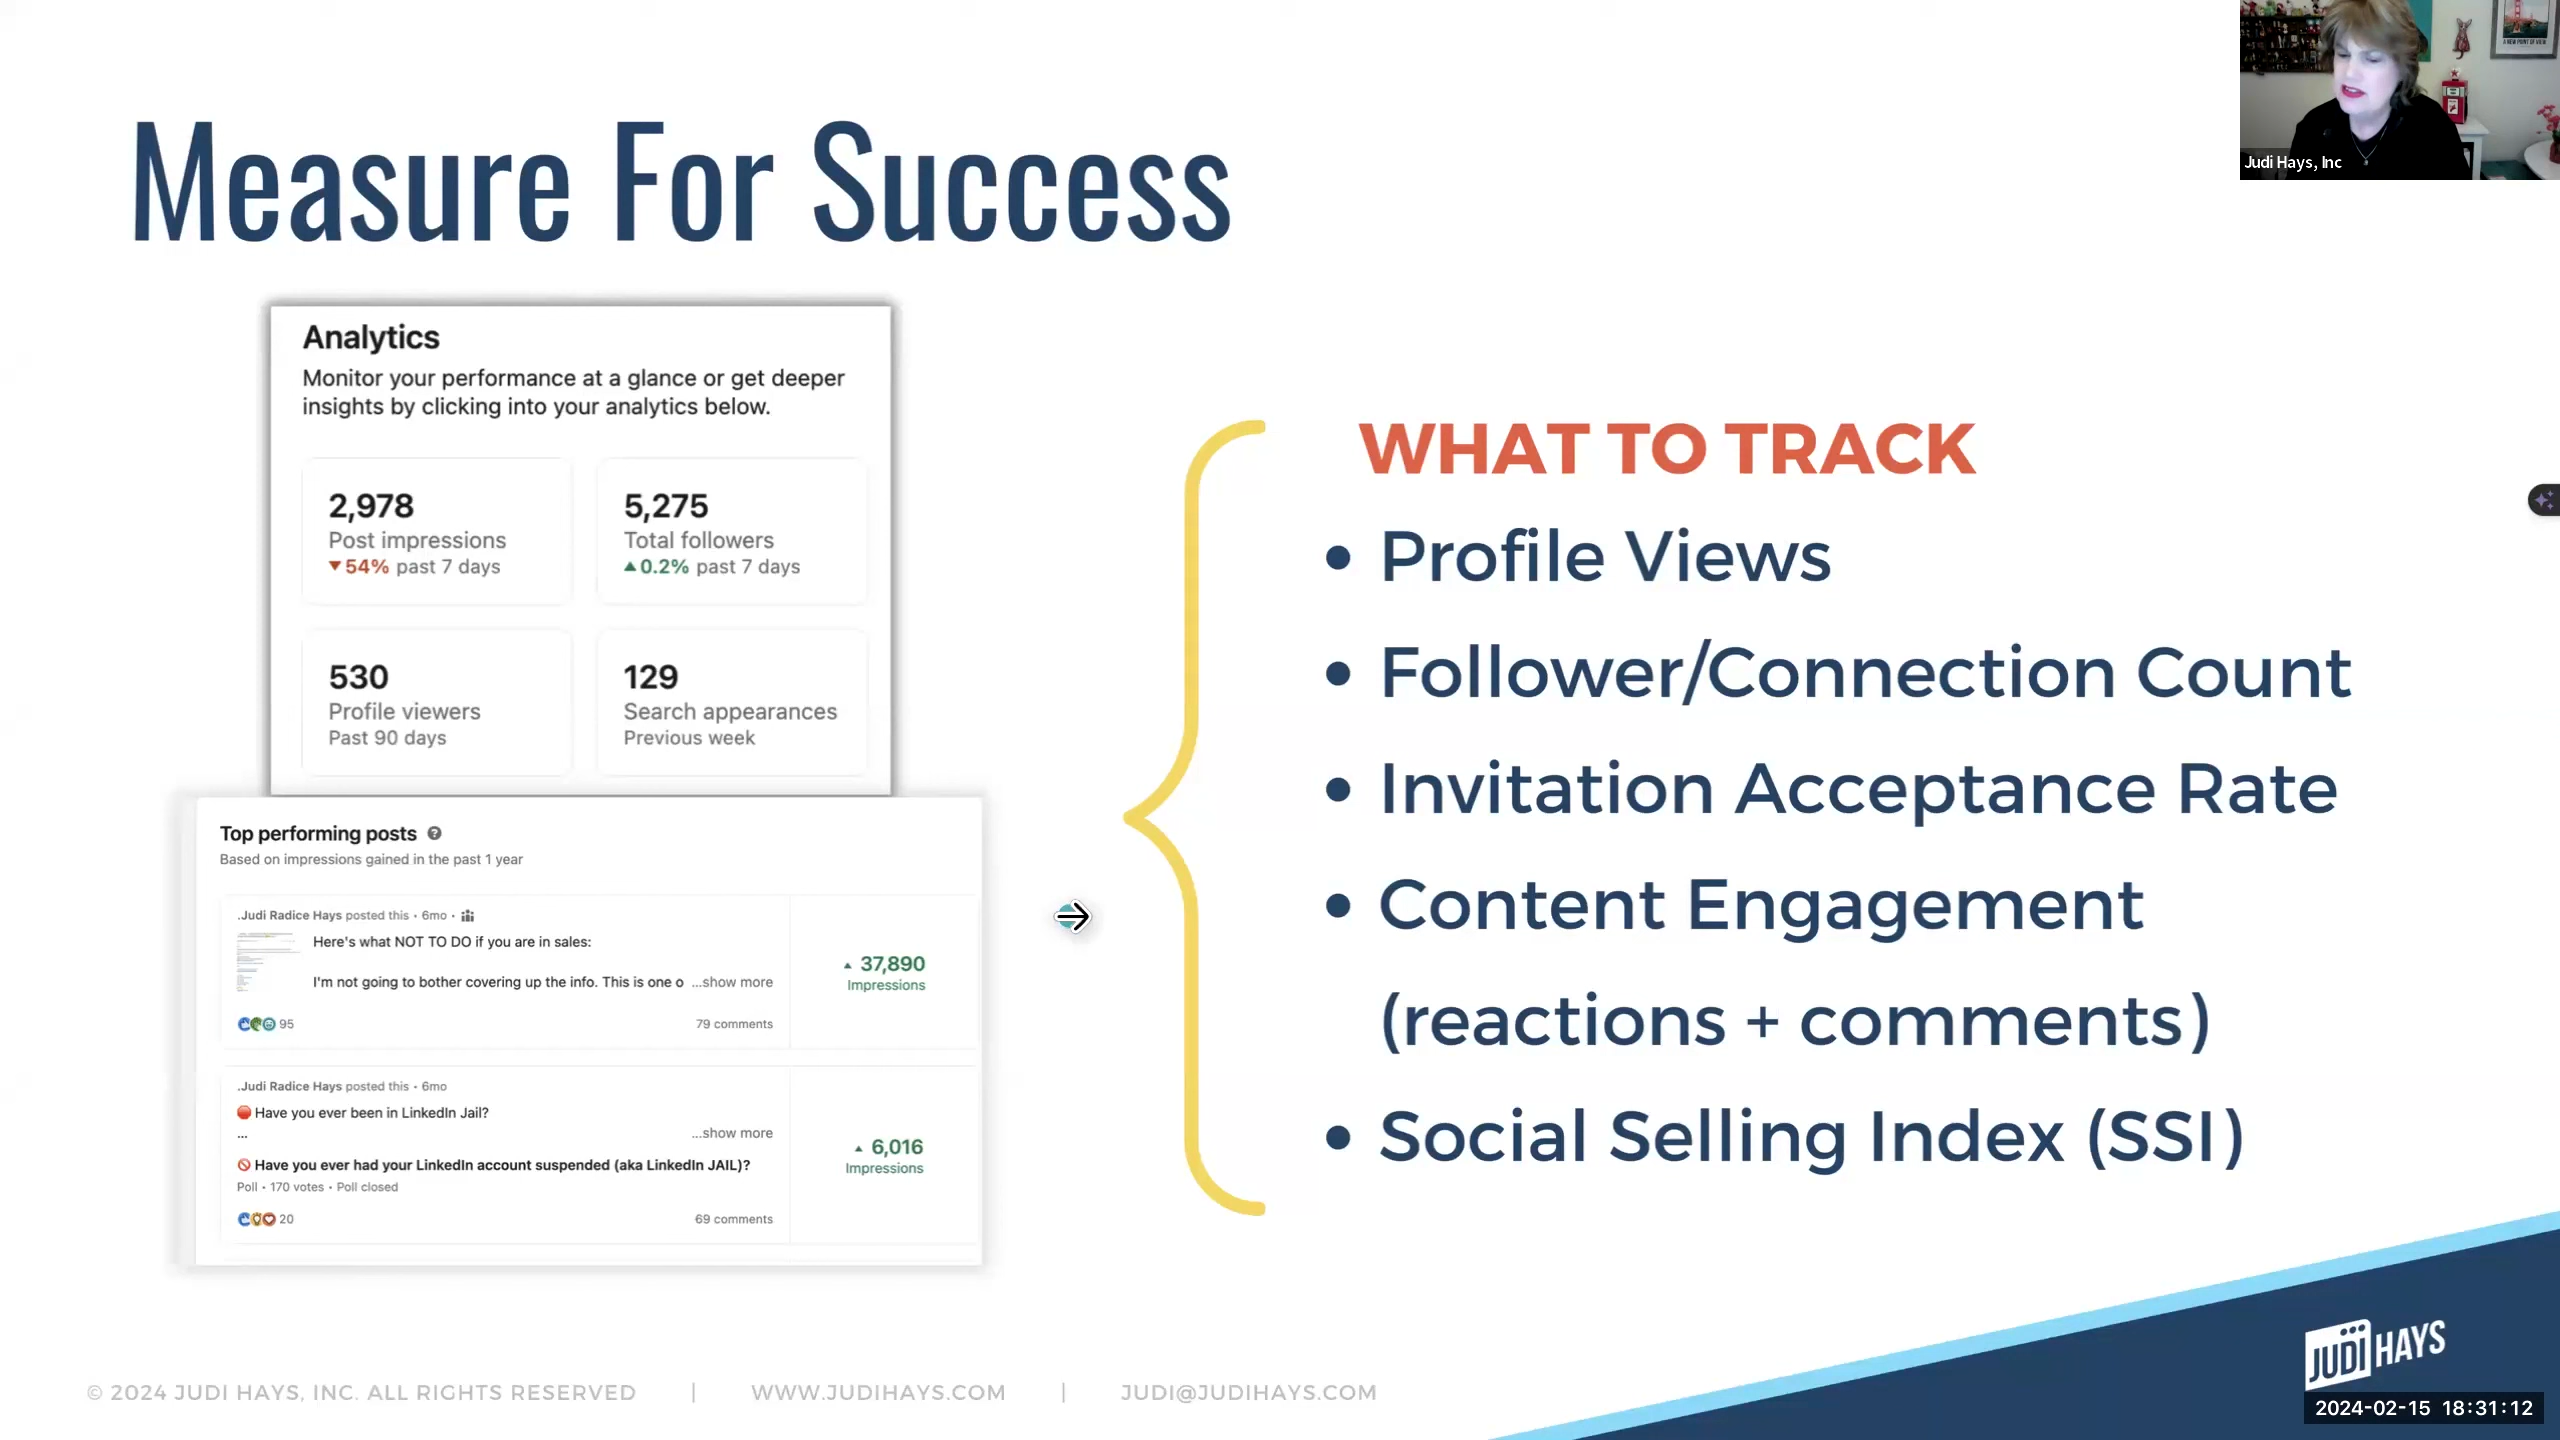 Measure For Success
Judi Hays, Inc
A NEW POINT OF VIEW
Analytics
Monitor your performance at a glance or get deeper
insights by clicking into your analytics below.
2,978
Post impressions
▼54% past 7 days
5,275
Total followers
▲0.2% past 7 days
530
Profile viewers
Past 90 days
129
Search appearances
Previous week
Top performing posts
Based on impressions gained in the past 1 year
.Judi Radice Hays posted this • 6mo •
Here's what NOT TO DO if you are in sales:
I'm not going to bother covering up the info. This is one o ...show more
95
79 comments
▲ 37,890
Impressions
.Judi Radice Hays posted this • 6mo
Have you ever been in LinkedIn Jail?
...
...show more
Have you ever had your LinkedIn account suspended (aka LinkedIn JAIL)?
Poll • 170 votes • Poll closed
20
69 comments
▲ 6,016
Impressions
WHAT TO TRACK
• Profile Views
• Follower/Connection Count
• Invitation Acceptance Rate
• Content Engagement
(reactions + comments)
• Social Selling Index (SSI)
© 2024 JUDI HAYS, INC. ALL RIGHTS RESERVED | WWW.JUDIHAYS.COM | JUDI@JUDIHAYS.COM
JUDI HAYS
2024-02-15 18:31:12